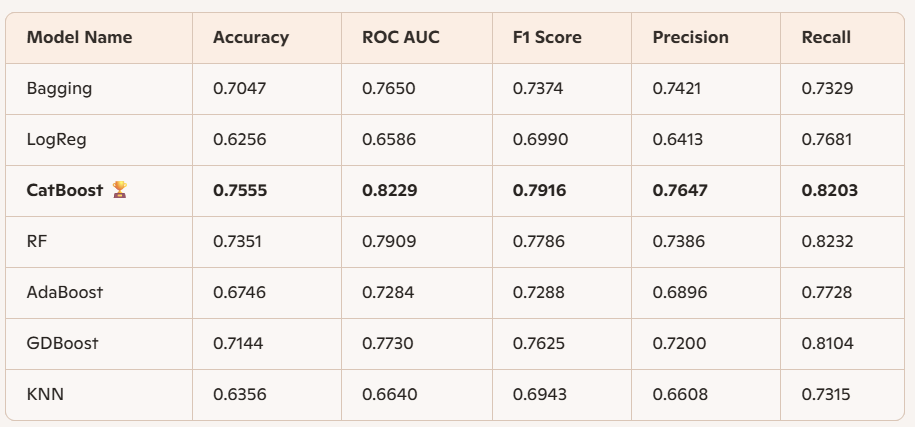 Model Name Accuracy ROC AUC F1 Score Precision Recall
Bagging 0.7047 0.7650 0.7374 0.7421 0.7329
LogReg 0.6256 0.6586 0.6990 0.6413 0.7681
CatBoost 🏆 0.7555 0.8229 0.7916 0.7647 0.8203
RF 0.7351 0.7909 0.7786 0.7386 0.8232
AdaBoost 0.6746 0.7284 0.7288 0.6896 0.7728
GDBoost 0.7144 0.7730 0.7625 0.7200 0.8104
KNN 0.6356 0.6640 0.6943 0.6608 0.7315